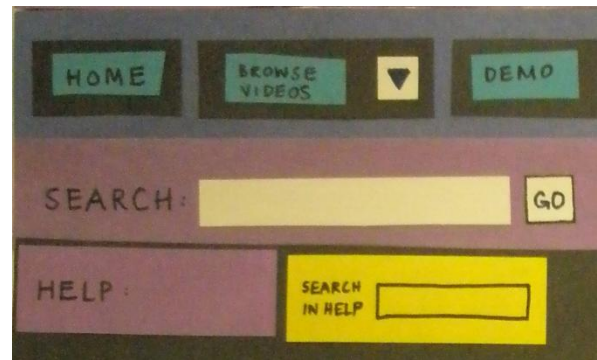 HOME
BROWSE
VIDEOS
DEMO
SEARCH:
GO
HELP:
SEARCH
IN HELP